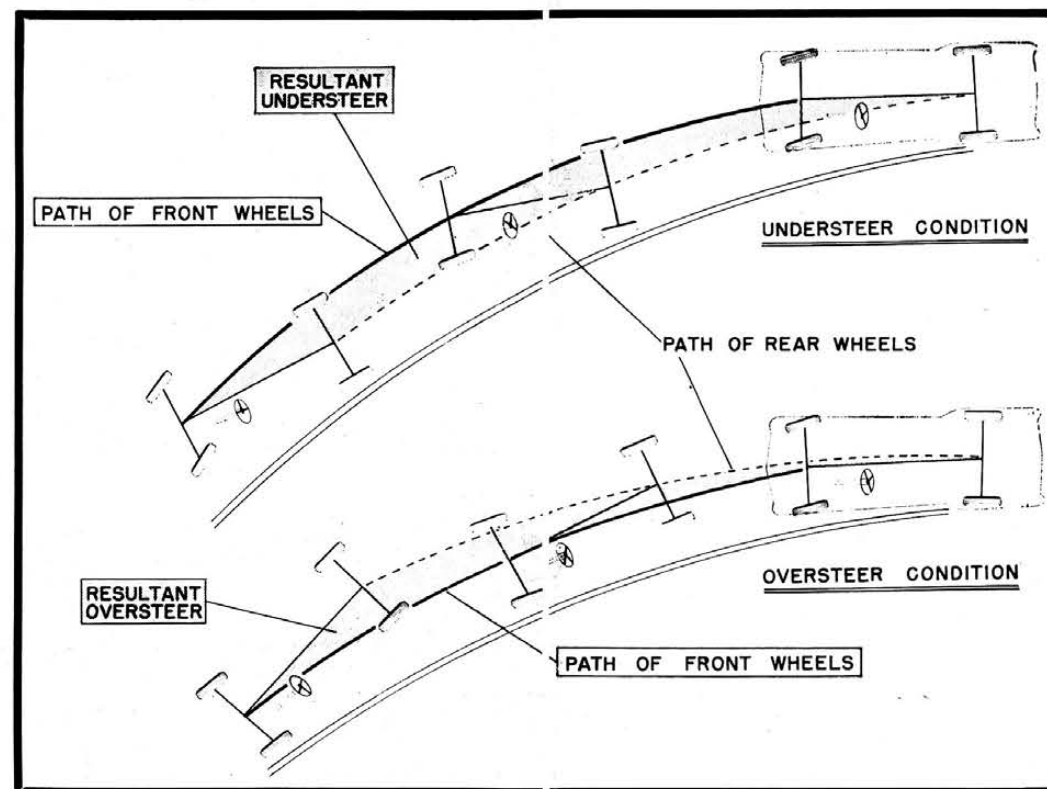 RESULTANT
UNDERSTEER
PATH OF FRONT WHEELS
UNDERSTEER CONDITION
PATH OF REAR WHEELS
RESULTANT
OVERSTEER
OVERSTEER CONDITION
PATH OF FRONT WHEELS